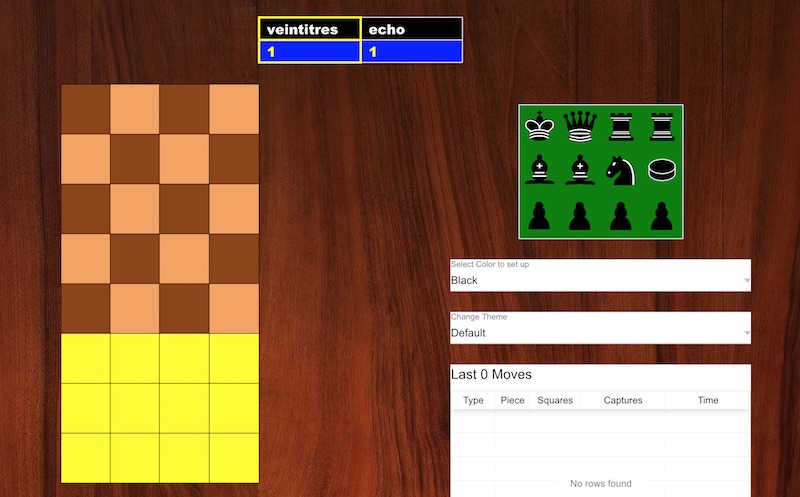 veintitres echo
1 1
Select Color to set up
Black
Change Theme
Default
Last 0 Moves
Type Piece Squares Captures Time
No rows found